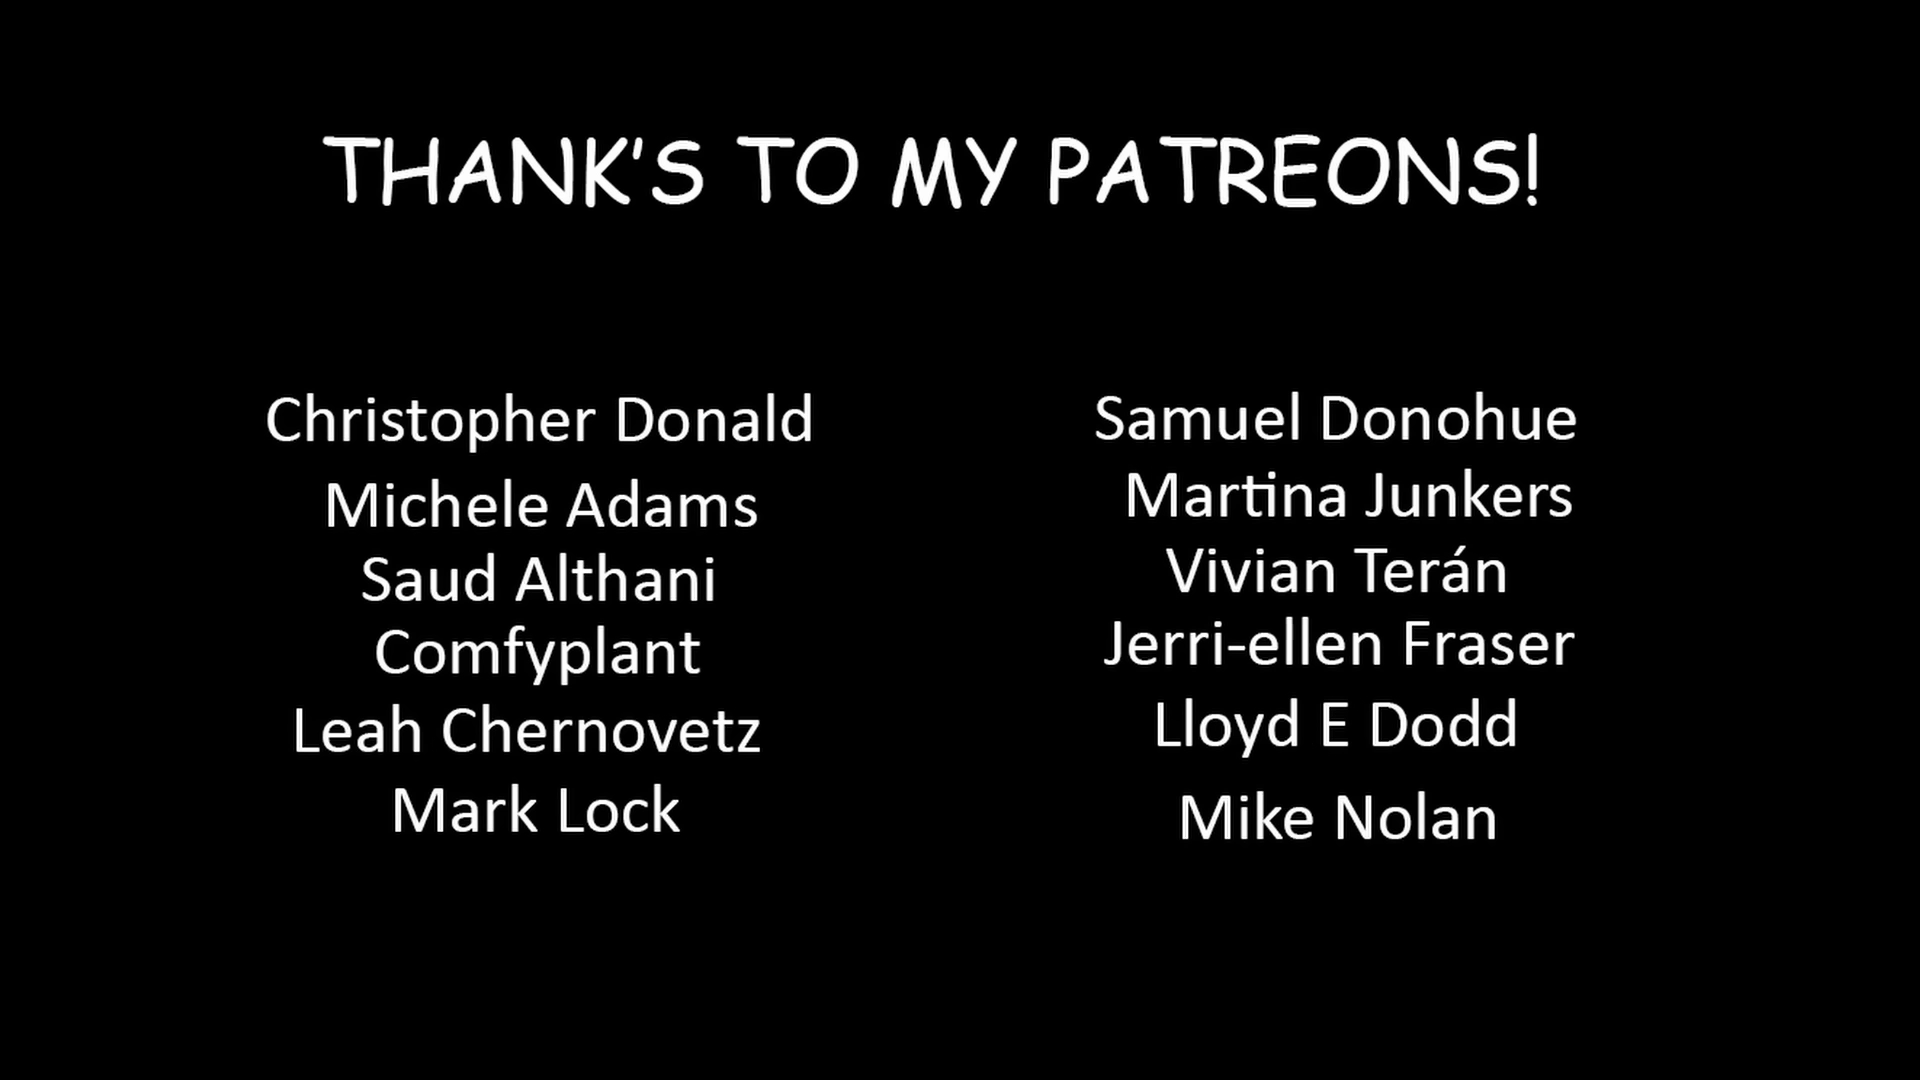 THANK'S TO MY PATREONS!
Christopher Donald
Michele Adams
Saud Althani
Comfyplant
Leah Chernovetz
Mark Lock
Samuel Donohue
Martina Junkers
Vivian Terán
Jerri-ellen Fraser
Lloyd E Dodd
Mike Nolan